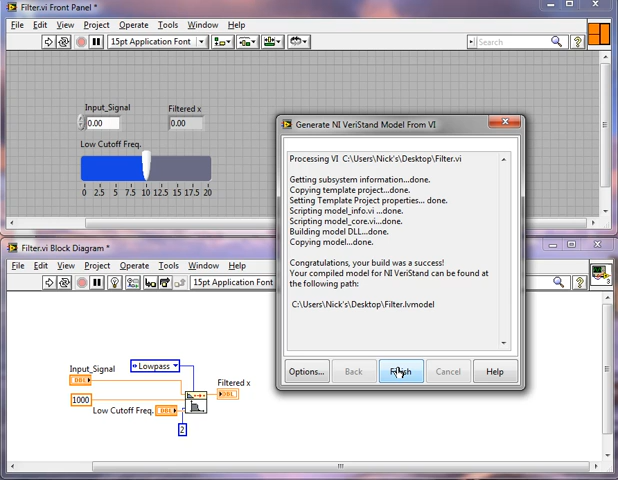 Filter.vi Front Panel *
File Edit View Project Operate Tools Window Help
15pt Application Font
Search
Input_Signal
Filtered x
0.00
0.00
Low Cutoff Freq.
0 2.5 5 7.5 10 12.5 15 17.5 20
Generate NI VeriStand Model From VI
Processing VI C:\Users\Nick's\Desktop\Filter.vi
Getting subsystem information...done.
Copying template project...done.
Setting Template Project properties... done.
Scripting model_info.vi ...done.
Scripting model_core.vi...done.
Building model DLL...done.
Copying model...done.
Congratulations, your build was a success!
Your compiled model for NI VeriStand can be found at
the following path:
C:\Users\Nick's\Desktop\Filter.lvmodel
Options... Back Finish Cancel Help
Filter.vi Block Diagram *
File Edit View Project Operate Tools Window Help
15pt Application Font
Input_Signal
Lowpass
DBL
Filtered x
1000
DBL
Low Cutoff Freq.
DBL
2